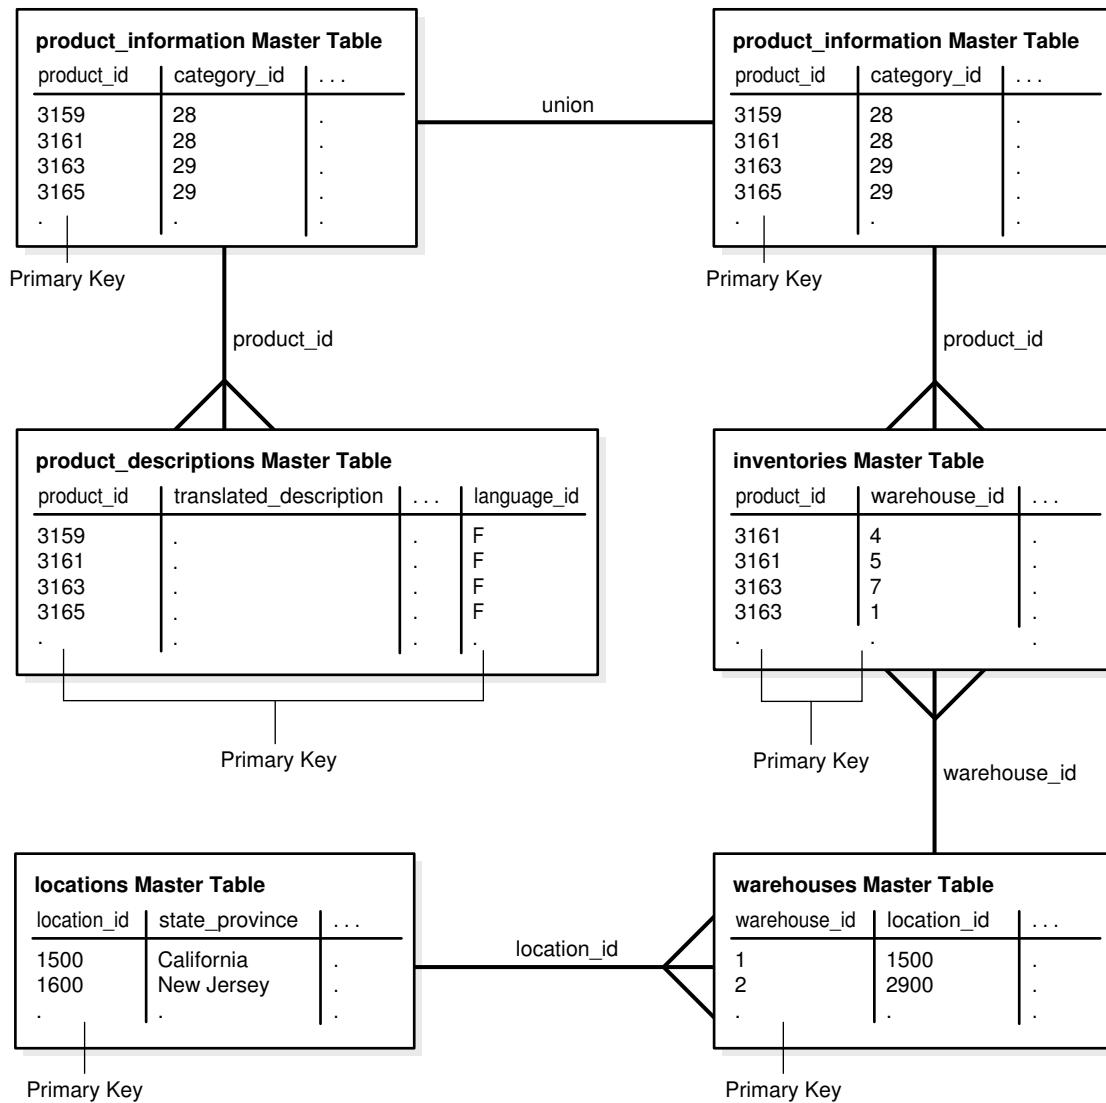 product_information Master Table
product_id category_id ...
3159 28 .
3161 28 .
3163 29 .
3165 29 .
. . .
Primary Key
union
product_information Master Table
product_id category_id ...
3159 28 .
3161 28 .
3163 29 .
3165 29 .
. . .
Primary Key
product_id
product_id
product_descriptions Master Table
product_id translated_description ... language_id
3159 . . F
3161 . . F
3163 . . F
3165 . . F
. . . .
Primary Key
inventories Master Table
product_id warehouse_id ...
3161 4 .
3161 5 .
3163 7 .
3163 1 .
. . .
Primary Key
warehouse_id
locations Master Table
location_id state_province ...
1500 California .
1600 New Jersey .
. . .
Primary Key
location_id
warehouses Master Table
warehouse_id location_id ...
1 1500 .
2 2900 .
. . .
Primary Key